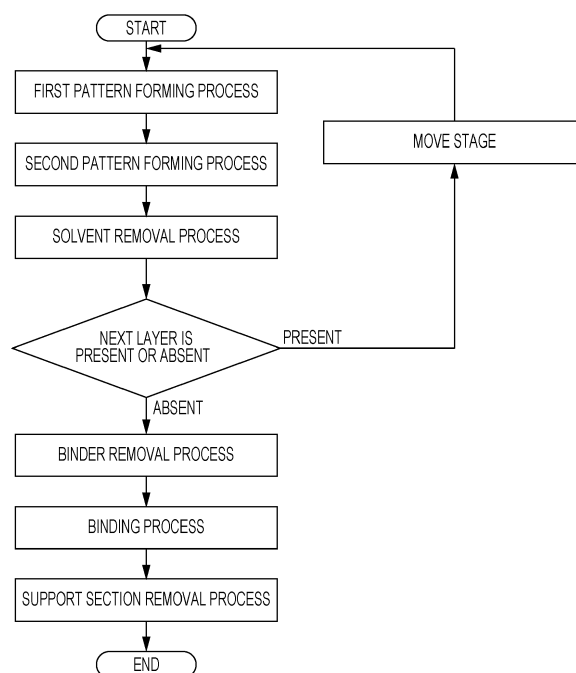 START
FIRST PATTERN FORMING PROCESS
MOVE STAGE
SECOND PATTERN FORMING PROCESS
SOLVENT REMOVAL PROCESS
NEXT LAYER IS
PRESENT OR ABSENT
PRESENT
ABSENT
BINDER REMOVAL PROCESS
BINDING PROCESS
SUPPORT SECTION REMOVAL PROCESS
END